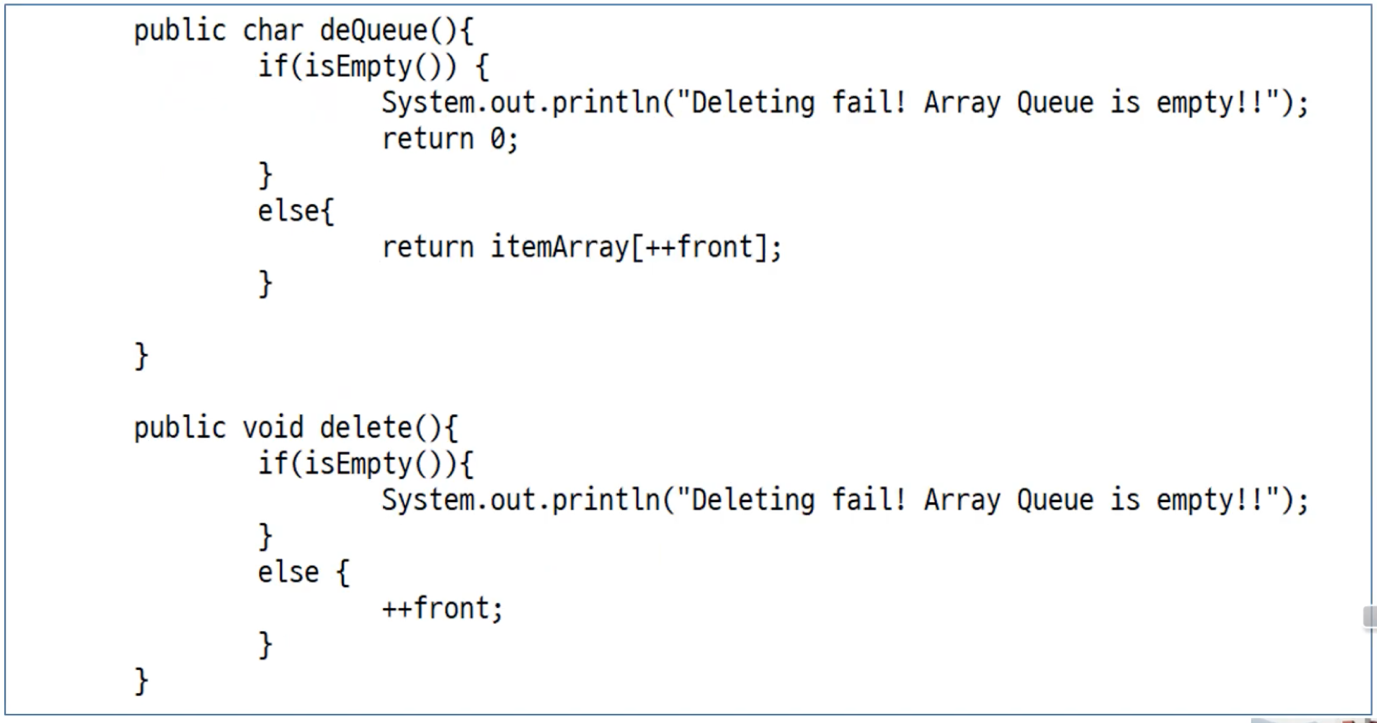 public char deQueue(){
if(isEmpty()) {
System.out.println("Deleting fail! Array Queue is empty!!");
return 0;
}
else{
return itemArray[++front];
}
}
public void delete(){
if(isEmpty()){
System.out.println("Deleting fail! Array Queue is empty!!");
}
else {
++front;
}
}